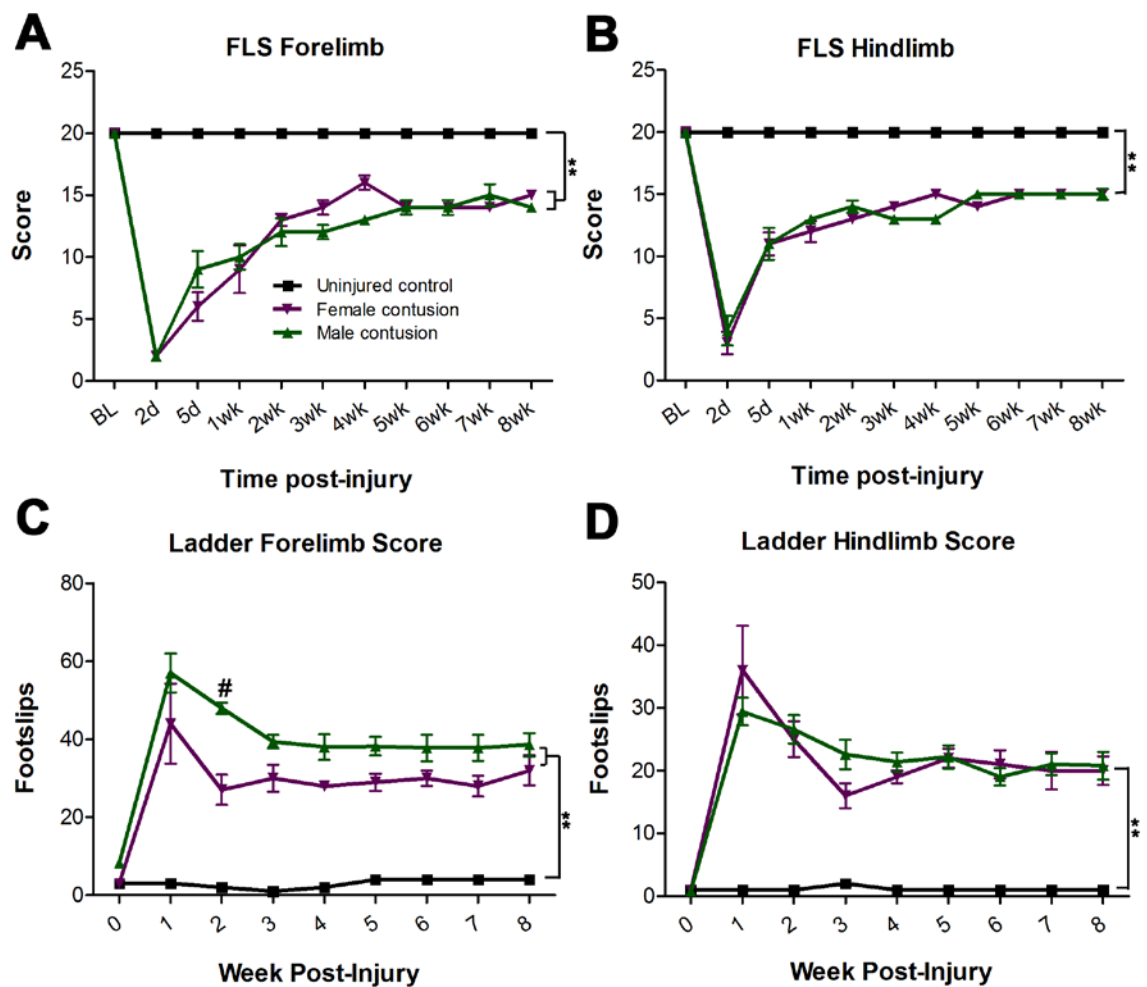 A
FLS Forelimb
25
20
15
10
5
0
Score
**
Uninjured control
Female contusion
Male contusion
BL 2d 5d 1wk 2wk 3wk 4wk 5wk 6wk 7wk 8wk
Time post-injury
B
FLS Hindlimb
25
20
15
10
5
0
Score
**
BL 2d 5d 1wk 2wk 3wk 4wk 5wk 6wk 7wk 8wk
Time post-injury
C
Ladder Forelimb Score
80
60
40
20
0
Footslips
#
**
0 1 2 3 4 5 6 7 8
Week Post-Injury
D
Ladder Hindlimb Score
50
40
30
20
10
0
Footslips
**
0 1 2 3 4 5 6 7 8
Week Post-Injury